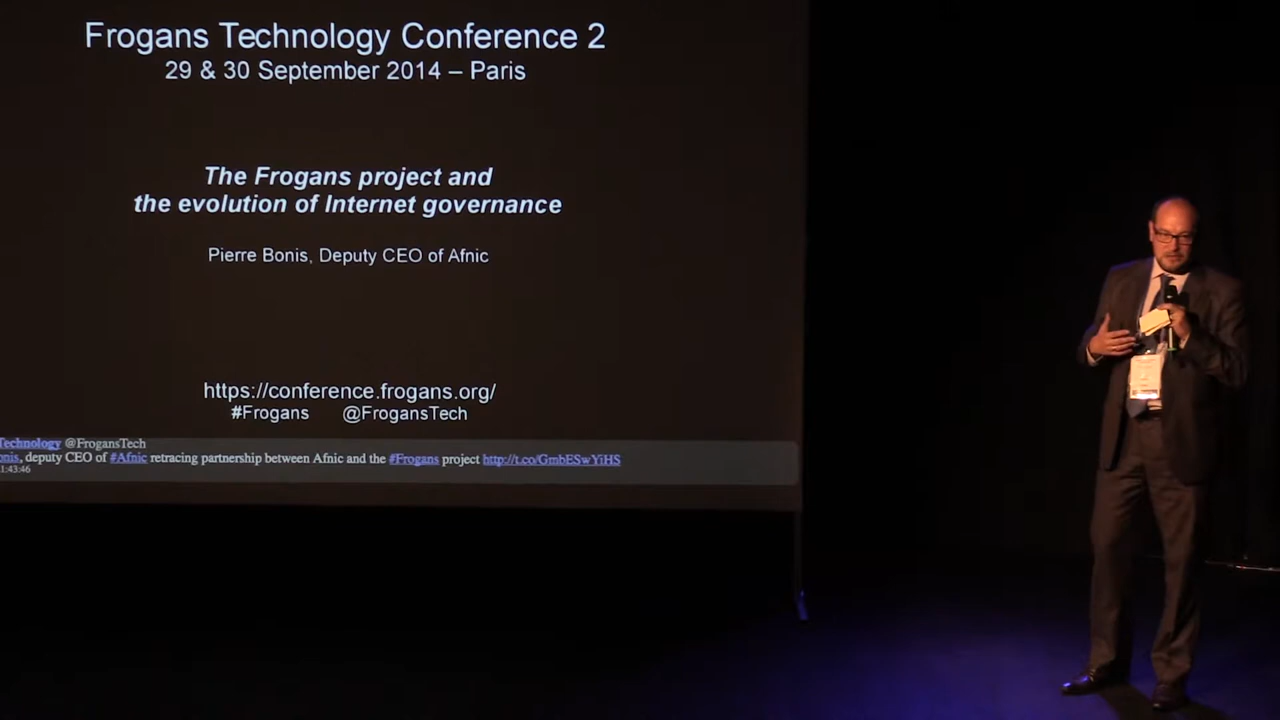 Frogans Technology Conference 2
29 & 30 September 2014 – Paris
The Frogans project and
the evolution of Internet governance
Pierre Bonis, Deputy CEO of Afnic
https://conference.frogans.org/
#Frogans @FrogansTech
Technology @FrogansTech
onis, deputy CEO of #Afnic retracing partnership between Afnic and the #Frogans project http://t.co/GmbESwYiHS
1:43:46